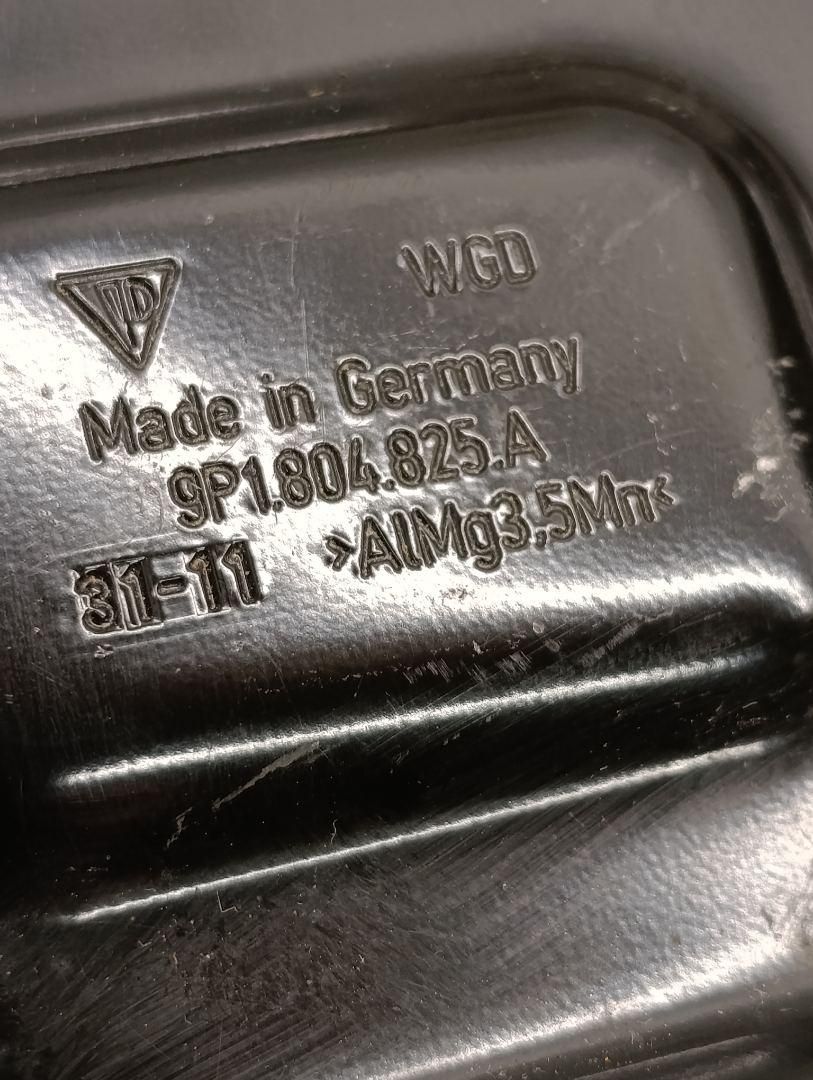 WGD
Made in Germany
9P1.804.825.A
>AlMg3,5Mn<
31-11